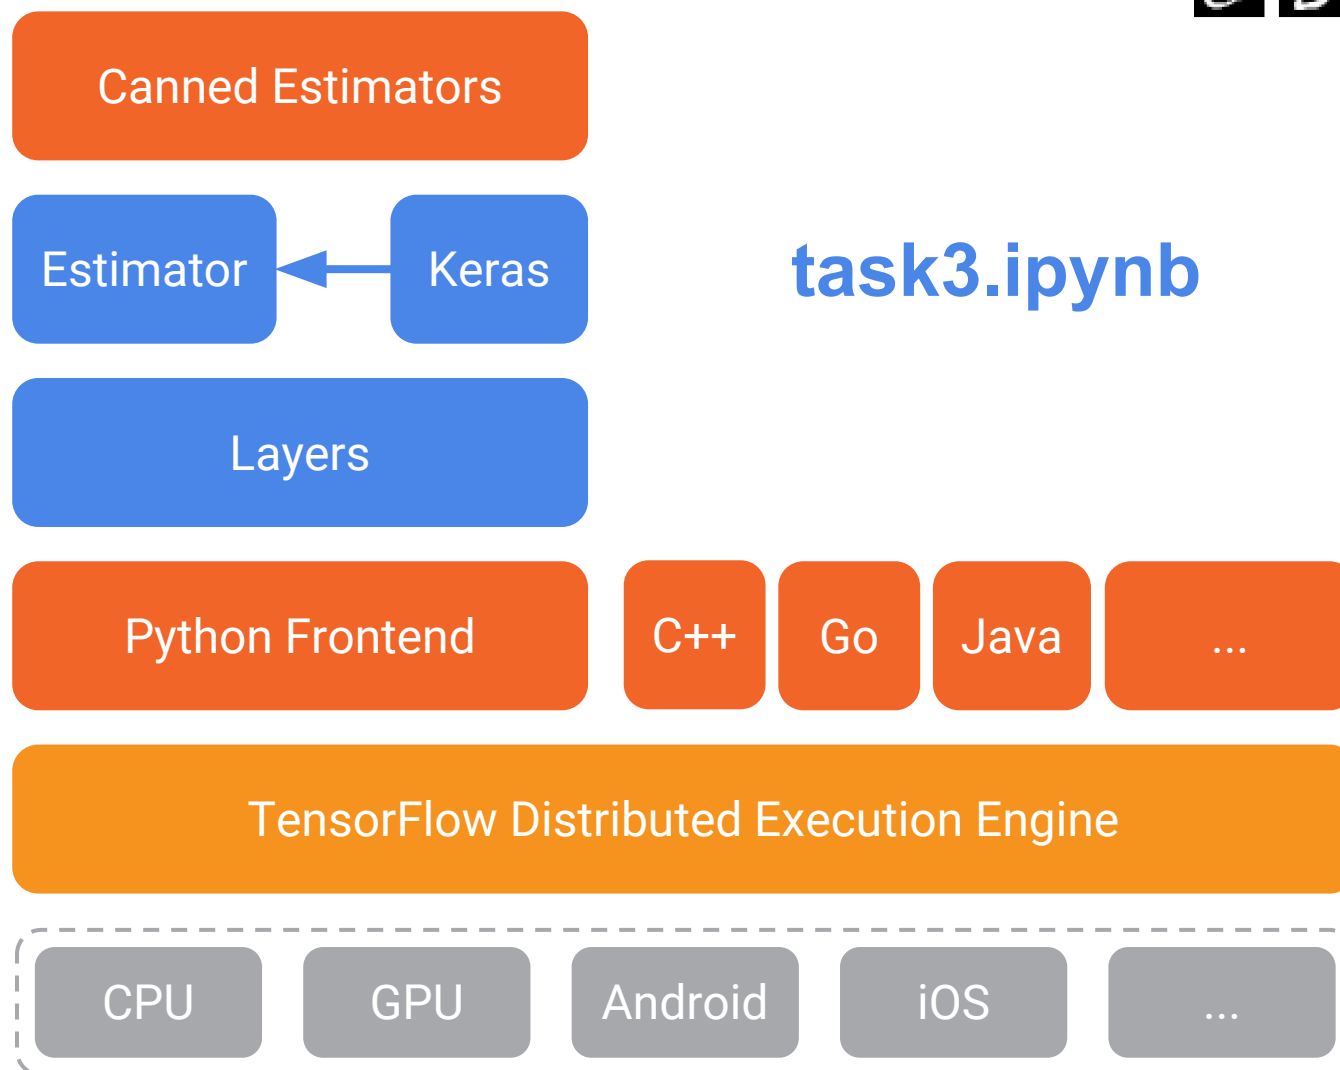 Canned Estimators
Estimator
Keras
task3.ipynb
Layers
Python Frontend
C++
Go
Java
...
TensorFlow Distributed Execution Engine
CPU
GPU
Android
iOS
...